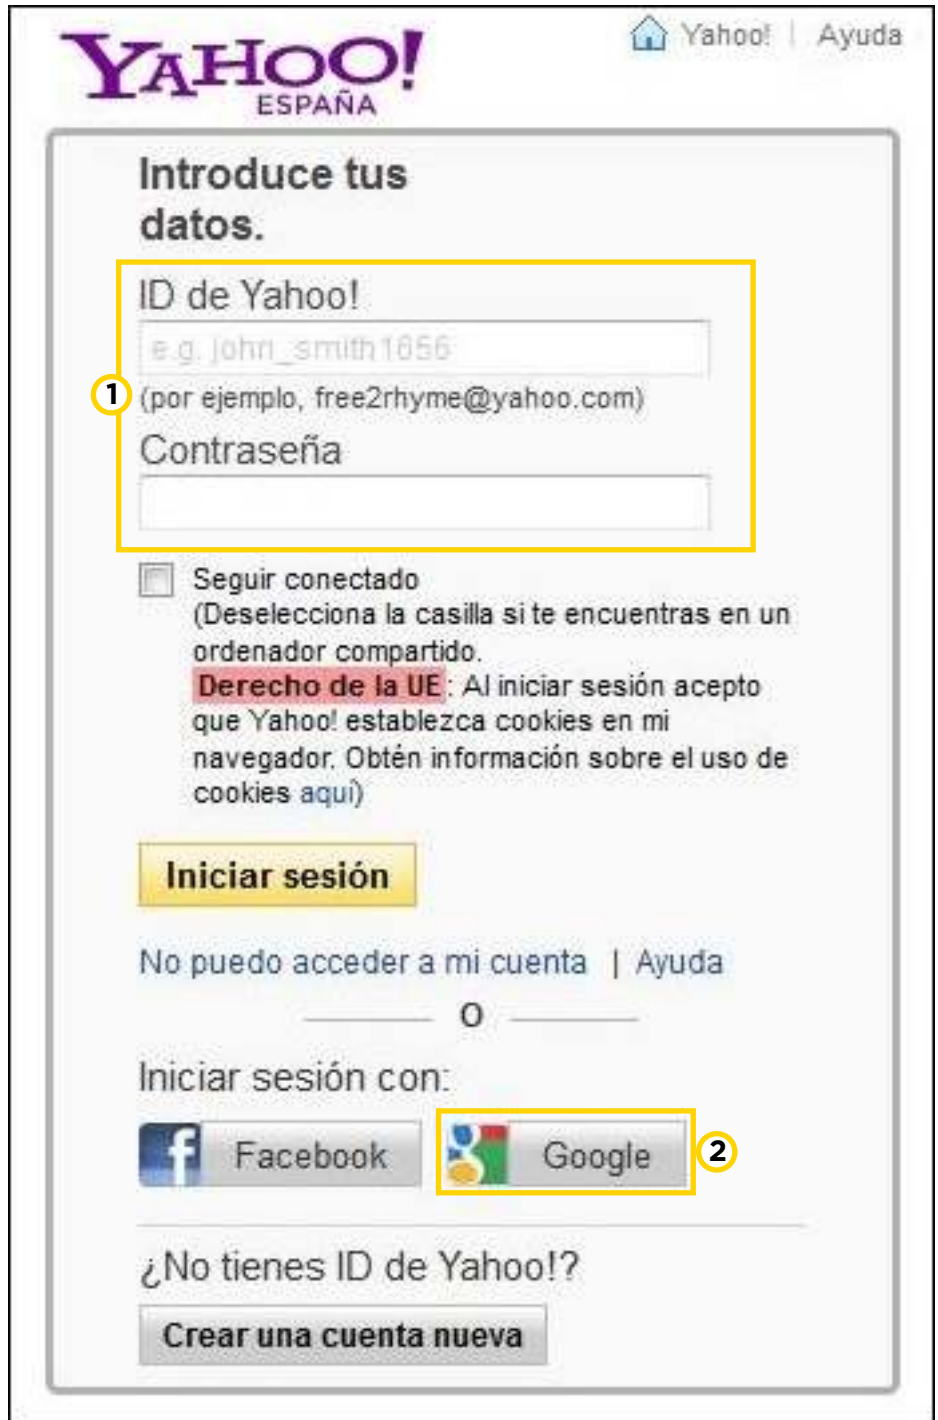 YAHOO!
ESPAÑA
Yahoo! | Ayuda
Introduce tus
datos.
ID de Yahoo!
e.g. john_smith1656
1
(por ejemplo, free2rhyme@yahoo.com)
Contraseña
Seguir conectado
(Deselecciona la casilla si te encuentras en un
ordenador compartido.
Derecho de la UE: Al iniciar sesión acepto
que Yahoo! establezca cookies en mi
navegador. Obtén información sobre el uso de
cookies aquí)
Iniciar sesión
No puedo acceder a mi cuenta | Ayuda
O
Iniciar sesión con:
f Facebook
g Google
2
¿No tienes ID de Yahoo!?
Crear una cuenta nueva